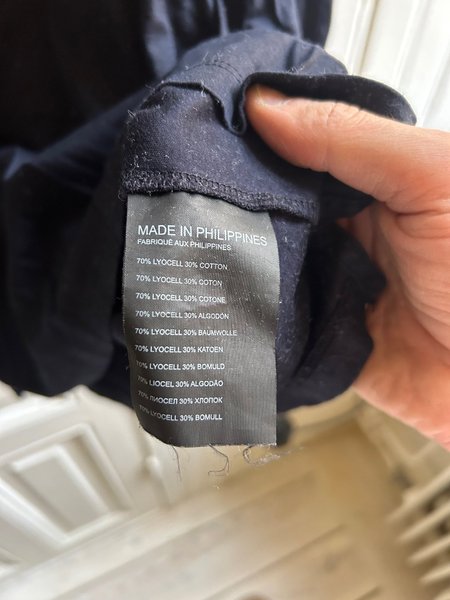 MADE IN PHILIPPINES
FABRIQUÉ AUX PHILIPPINES
70% LYOCELL 30% COTTON
70% LYOCELL 30% COTON
70% LYOCELL 30% COTONE
70% LYOCELL 30% ALGODÓN
70% LYOCELL 30% BAUMWOLLE
70% LYOCELL 30% KATOEN
70% LYOCELL 30% BOMULD
70% LIOCEL 30% ALGODÃO
70% ЛИОСЕЛ 30% ХЛОПОК
70% LYOCELL 30% BOMULL